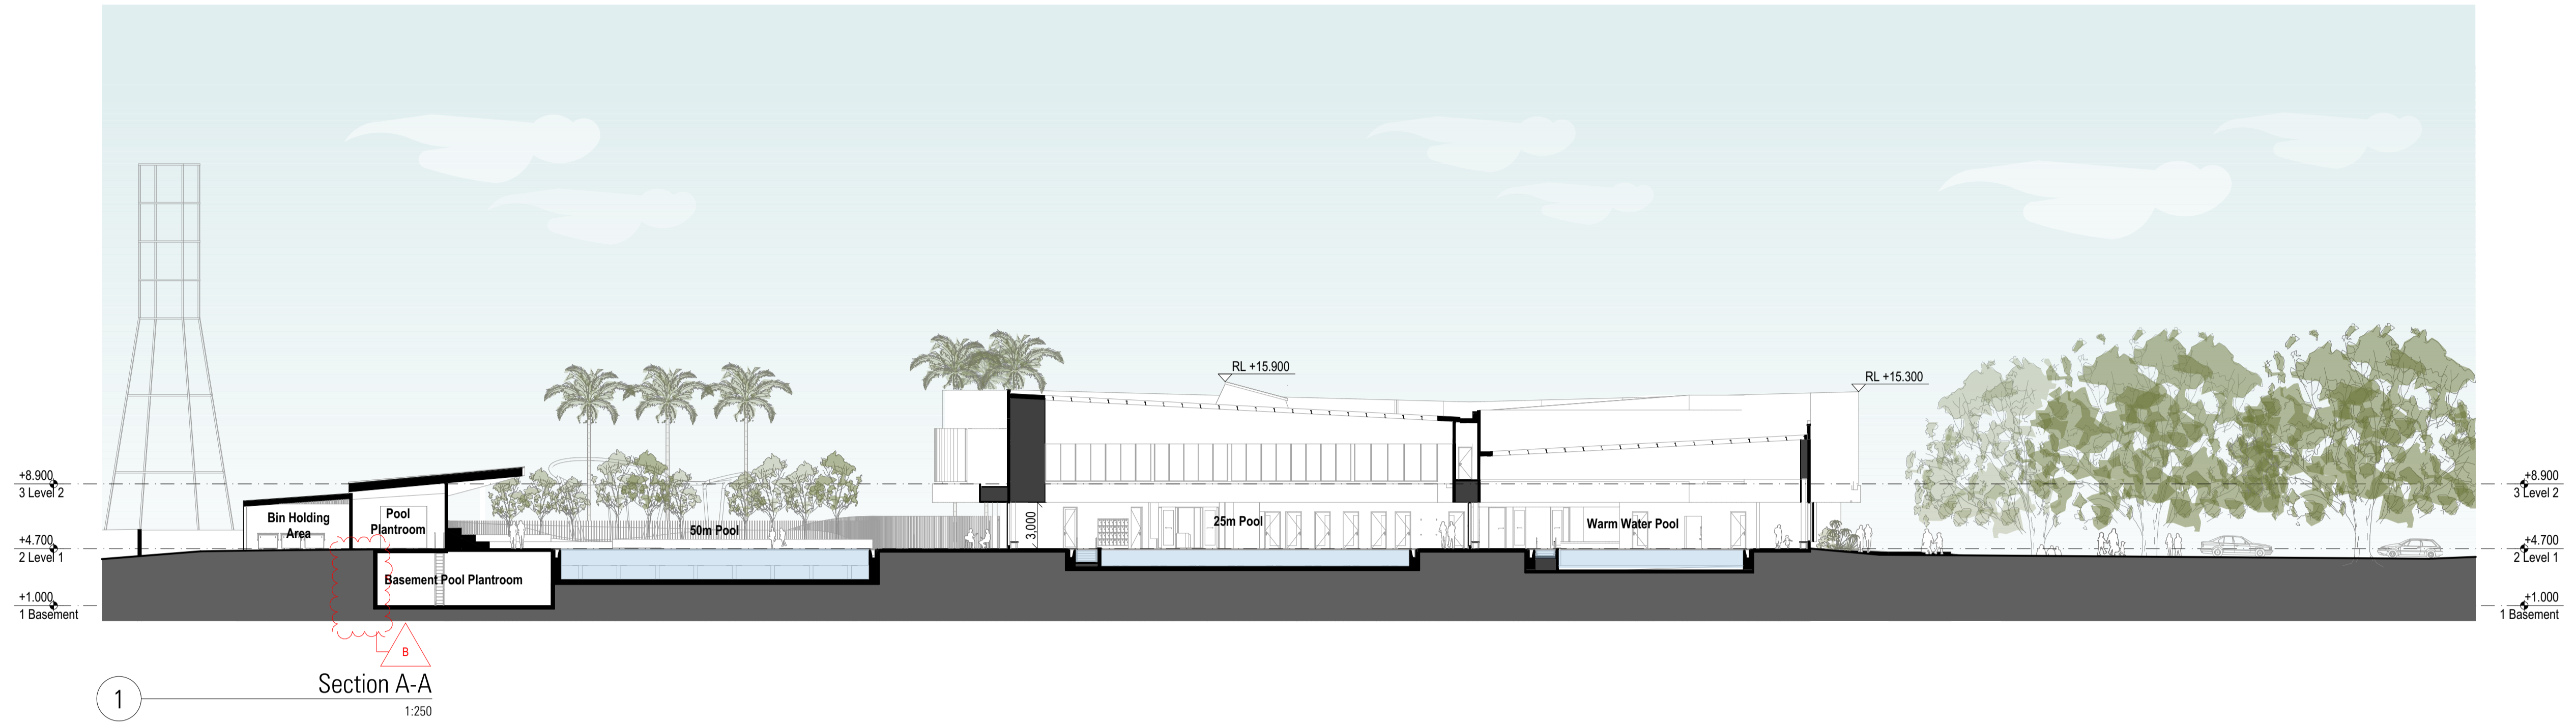 RL +15.900
RL +15.300
+8.900
3 Level 2
+8.900
3 Level 2
Bin Holding
Area
Pool
Plantroom
50m Pool
3,000
25m Pool
Warm Water Pool
+4.700
2 Level 1
+4.700
2 Level 1
Basement Pool Plantroom
+1.000
1 Basement
+1.000
1 Basement
B
1
Section A-A
1:250